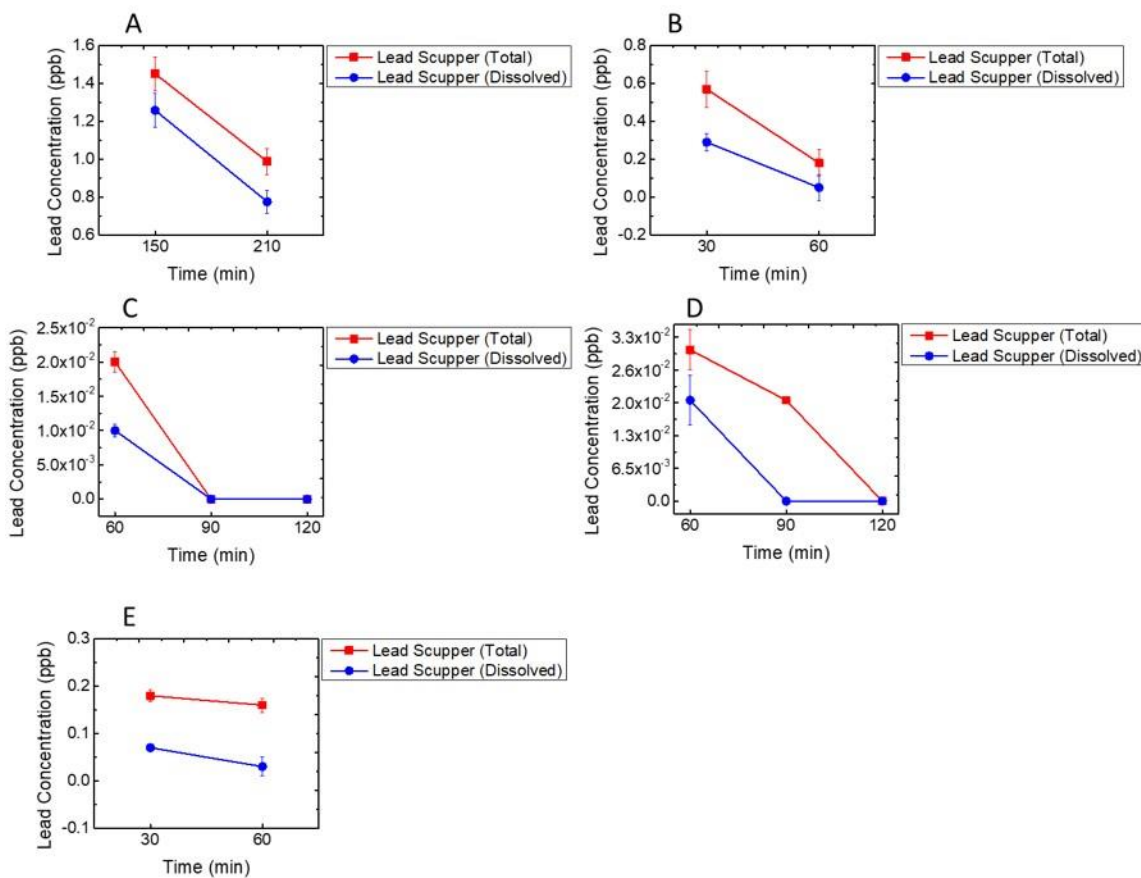 A
1.6
1.4
1.2
1.0
0.8
0.6
Lead Concentration (ppb)
150
210
Time (min)
Lead Scupper (Total)
Lead Scupper (Dissolved)
B
0.8
0.6
0.4
0.2
0.0
-0.2
Lead Concentration (ppb)
30
60
Time (min)
Lead Scupper (Total)
Lead Scupper (Dissolved)
C
2.5x10⁻²
2.0x10⁻²
1.5x10⁻²
1.0x10⁻²
5.0x10⁻³
0.0
Lead Concentration (ppb)
60
90
120
Time (min)
Lead Scupper (Total)
Lead Scupper (Dissolved)
D
3.3x10⁻²
2.6x10⁻²
2.0x10⁻²
1.3x10⁻²
6.5x10⁻³
0.0
Lead Concentration (ppb)
60
90
120
Time (min)
Lead Scupper (Total)
Lead Scupper (Dissolved)
E
0.3
0.2
0.1
0.0
-0.1
Lead Concentration (ppb)
30
60
Time (min)
Lead Scupper (Total)
Lead Scupper (Dissolved)